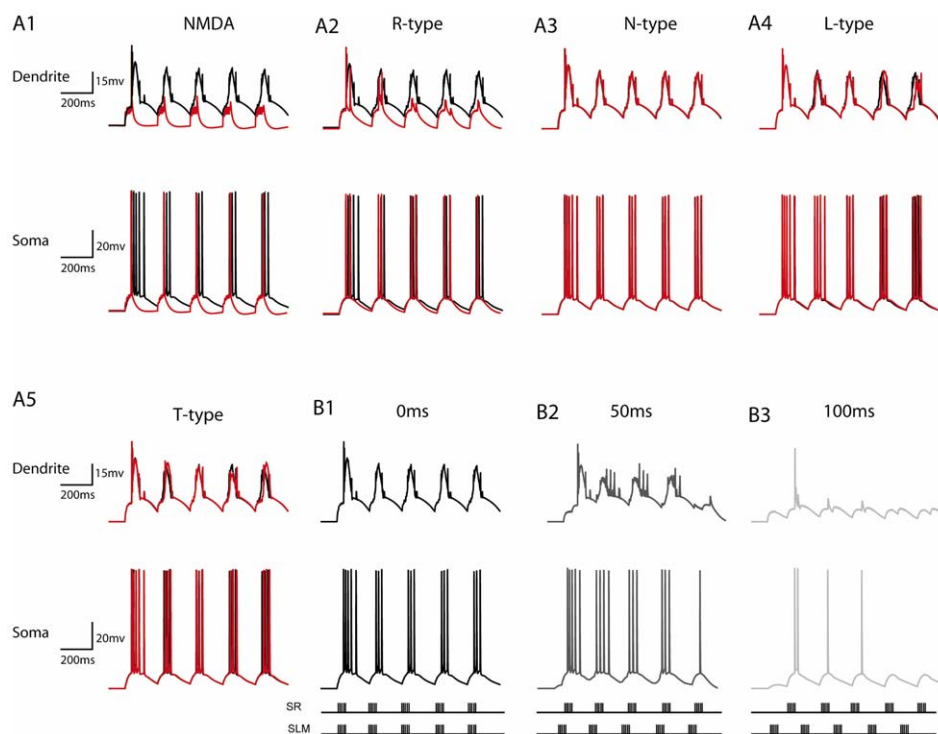 A1 NMDA A2 R-type A3 N-type A4 L-type
Dendrite 15mv
200ms
Soma 20mv
200ms
A5 T-type B1 0ms B2 50ms B3 100ms
Dendrite 15mv
200ms
Soma 20mv
200ms
SR
SLM